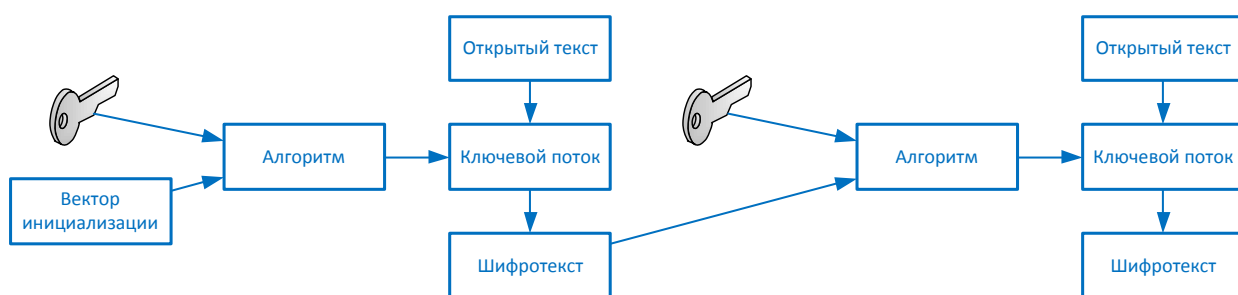 Открытый текст
Открытый текст
Алгоритм
Ключевой поток
Алгоритм
Ключевой поток
Вектор
инициализации
Шифротекст
Шифротекст